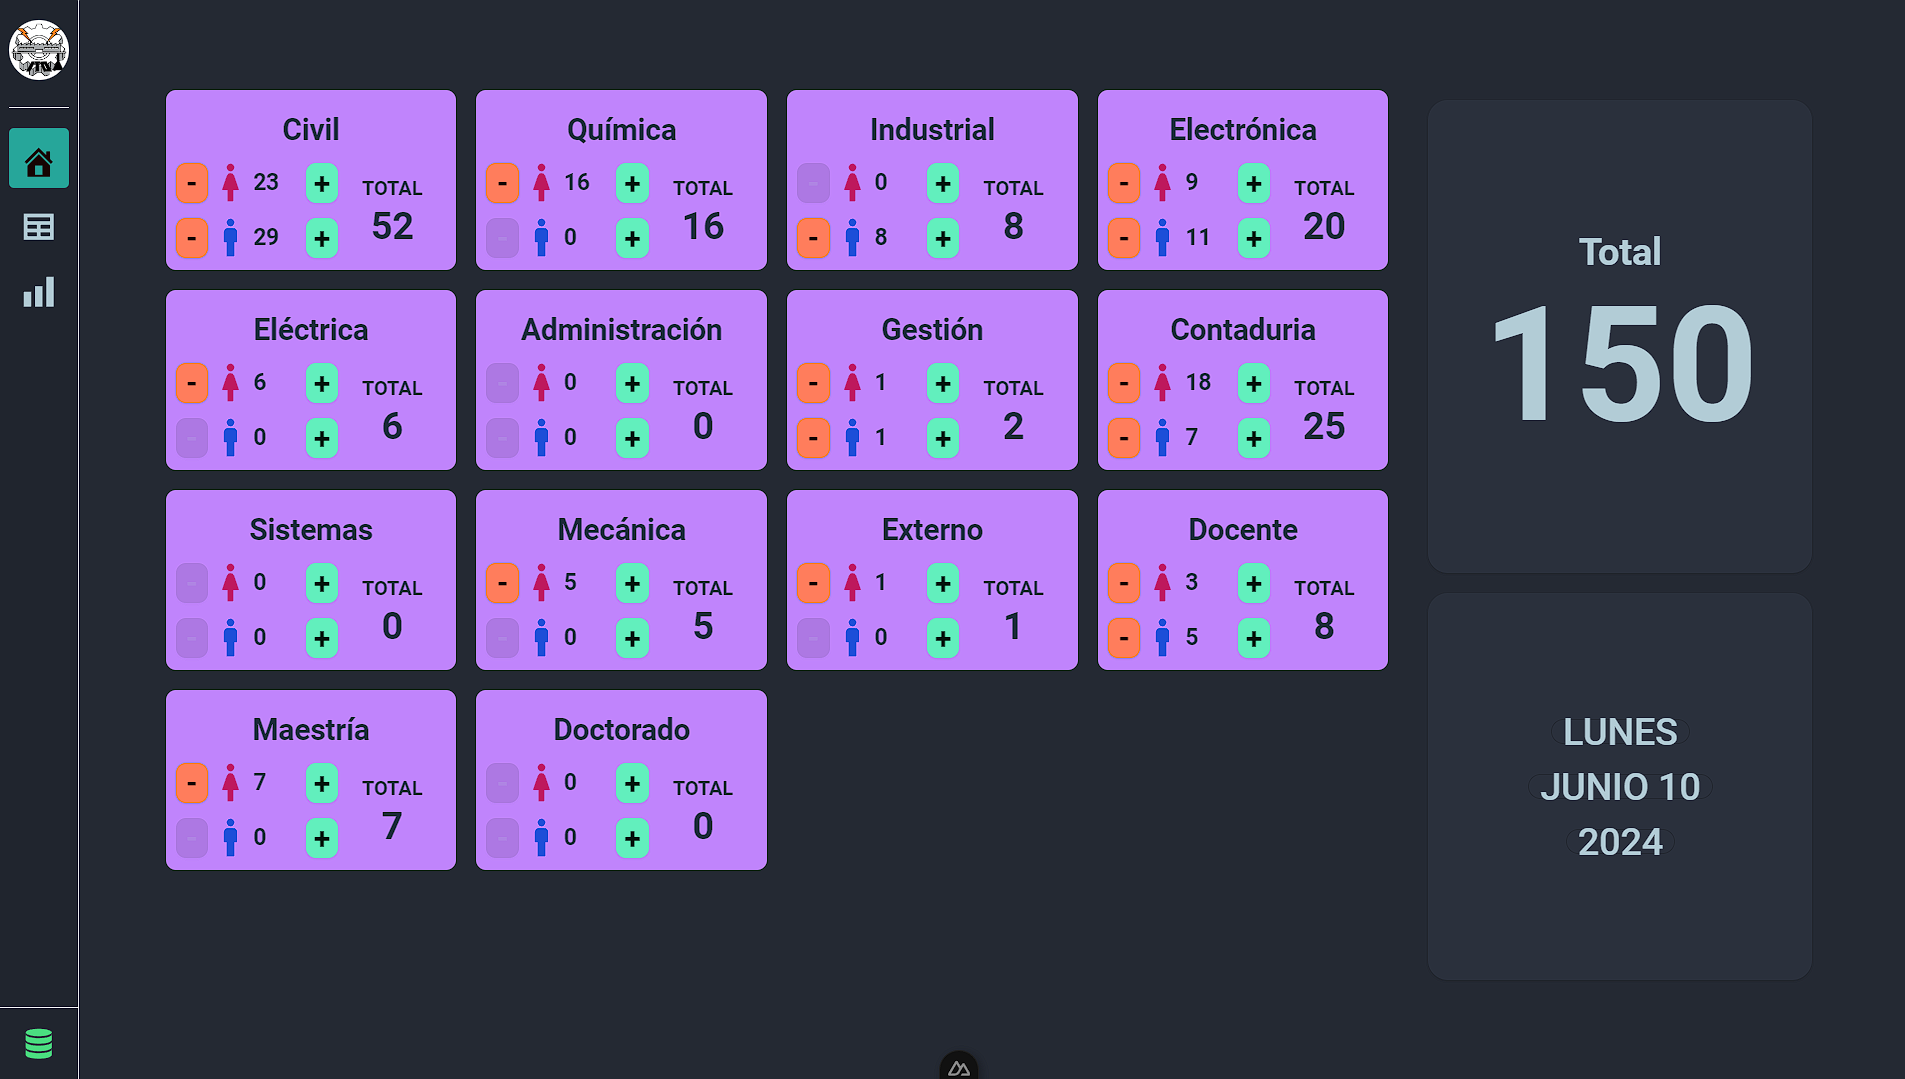 Civil
- 23 +
- 29 +
TOTAL
52
Química
- 16 +
- 0 +
TOTAL
16
Industrial
- 0 +
- 8 +
TOTAL
8
Electrónica
- 9 +
- 11 +
TOTAL
20
Eléctrica
- 6 +
- 0 +
TOTAL
6
Administración
- 0 +
- 0 +
TOTAL
0
Gestión
- 1 +
- 1 +
TOTAL
2
Contaduria
- 18 +
- 7 +
TOTAL
25
Sistemas
- 0 +
- 0 +
TOTAL
0
Mecánica
- 5 +
- 0 +
TOTAL
5
Externo
- 1 +
- 0 +
TOTAL
1
Docente
- 3 +
- 5 +
TOTAL
8
Maestría
- 7 +
- 0 +
TOTAL
7
Doctorado
- 0 +
- 0 +
TOTAL
0
Total
150
LUNES
JUNIO 10
2024